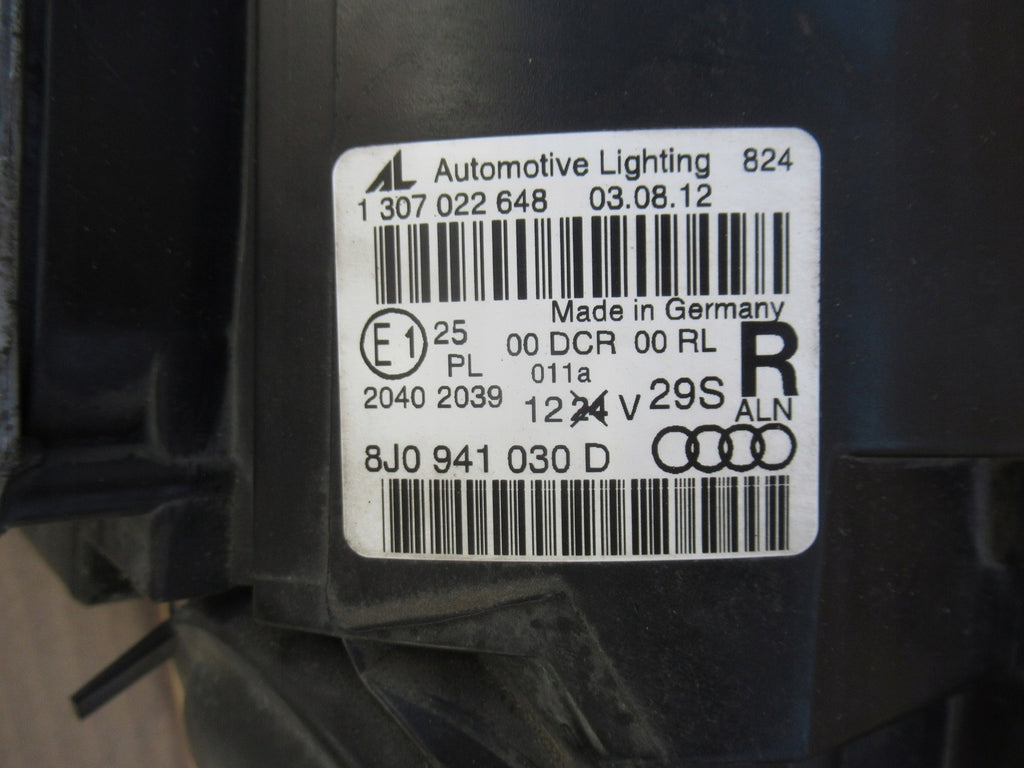 AL Automotive Lighting 824
1 307 022 648 03.08.12
Made in Germany
E1 25 00 DCR 00 RL R
PL 011a
2040 2039 12 24 V 29S ALN
8J0 941 030 D